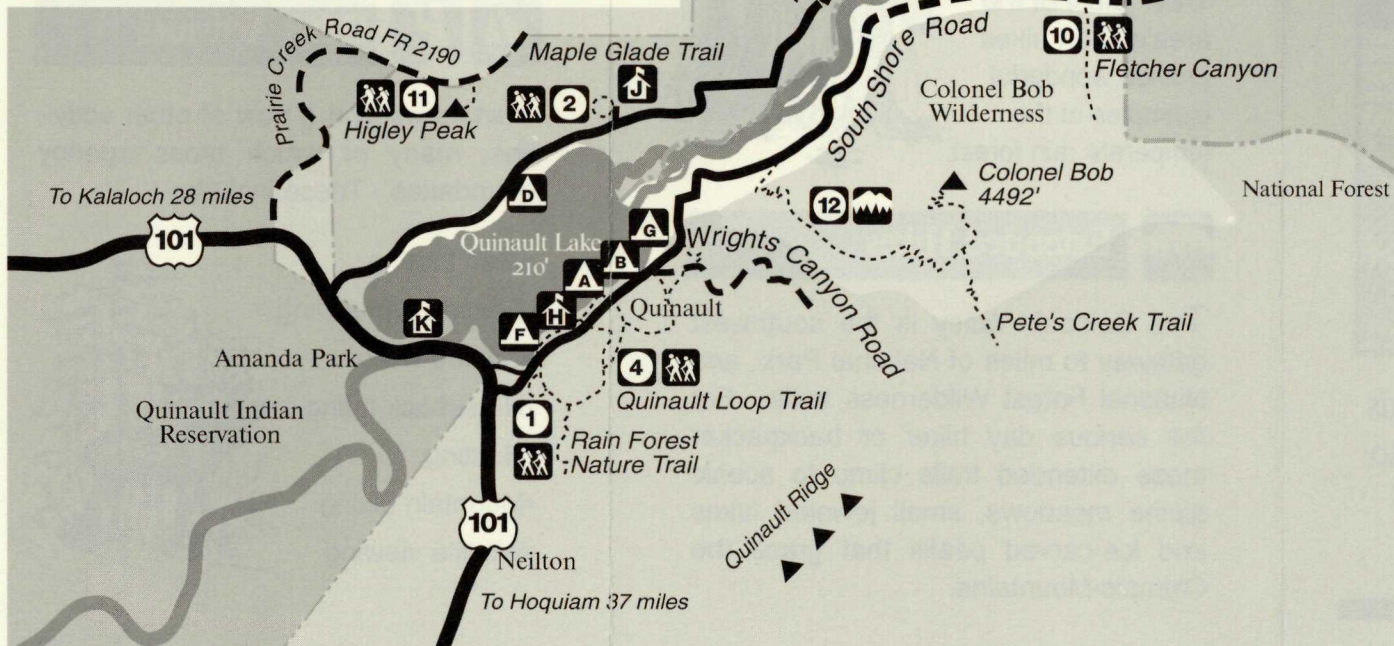 Prairie Creek Road FR 2190
Maple Glade Trail
South Shore Road
10
Fletcher Canyon
J
11
2
Higley Peak
Colonel Bob
Wilderness
To Kalaloch 28 miles
101
D
12
Colonel Bob
4492'
National Forest
Quinault Lake
210'
G
B
A
Wrights Canyon Road
Quinault
H
K
F
Pete's Creek Trail
Amanda Park
4
Quinault Loop Trail
Quinault Indian
Reservation
1
Rain Forest
Nature Trail
Quinault Ridge
101
Neilton
To Hoquiam 37 miles